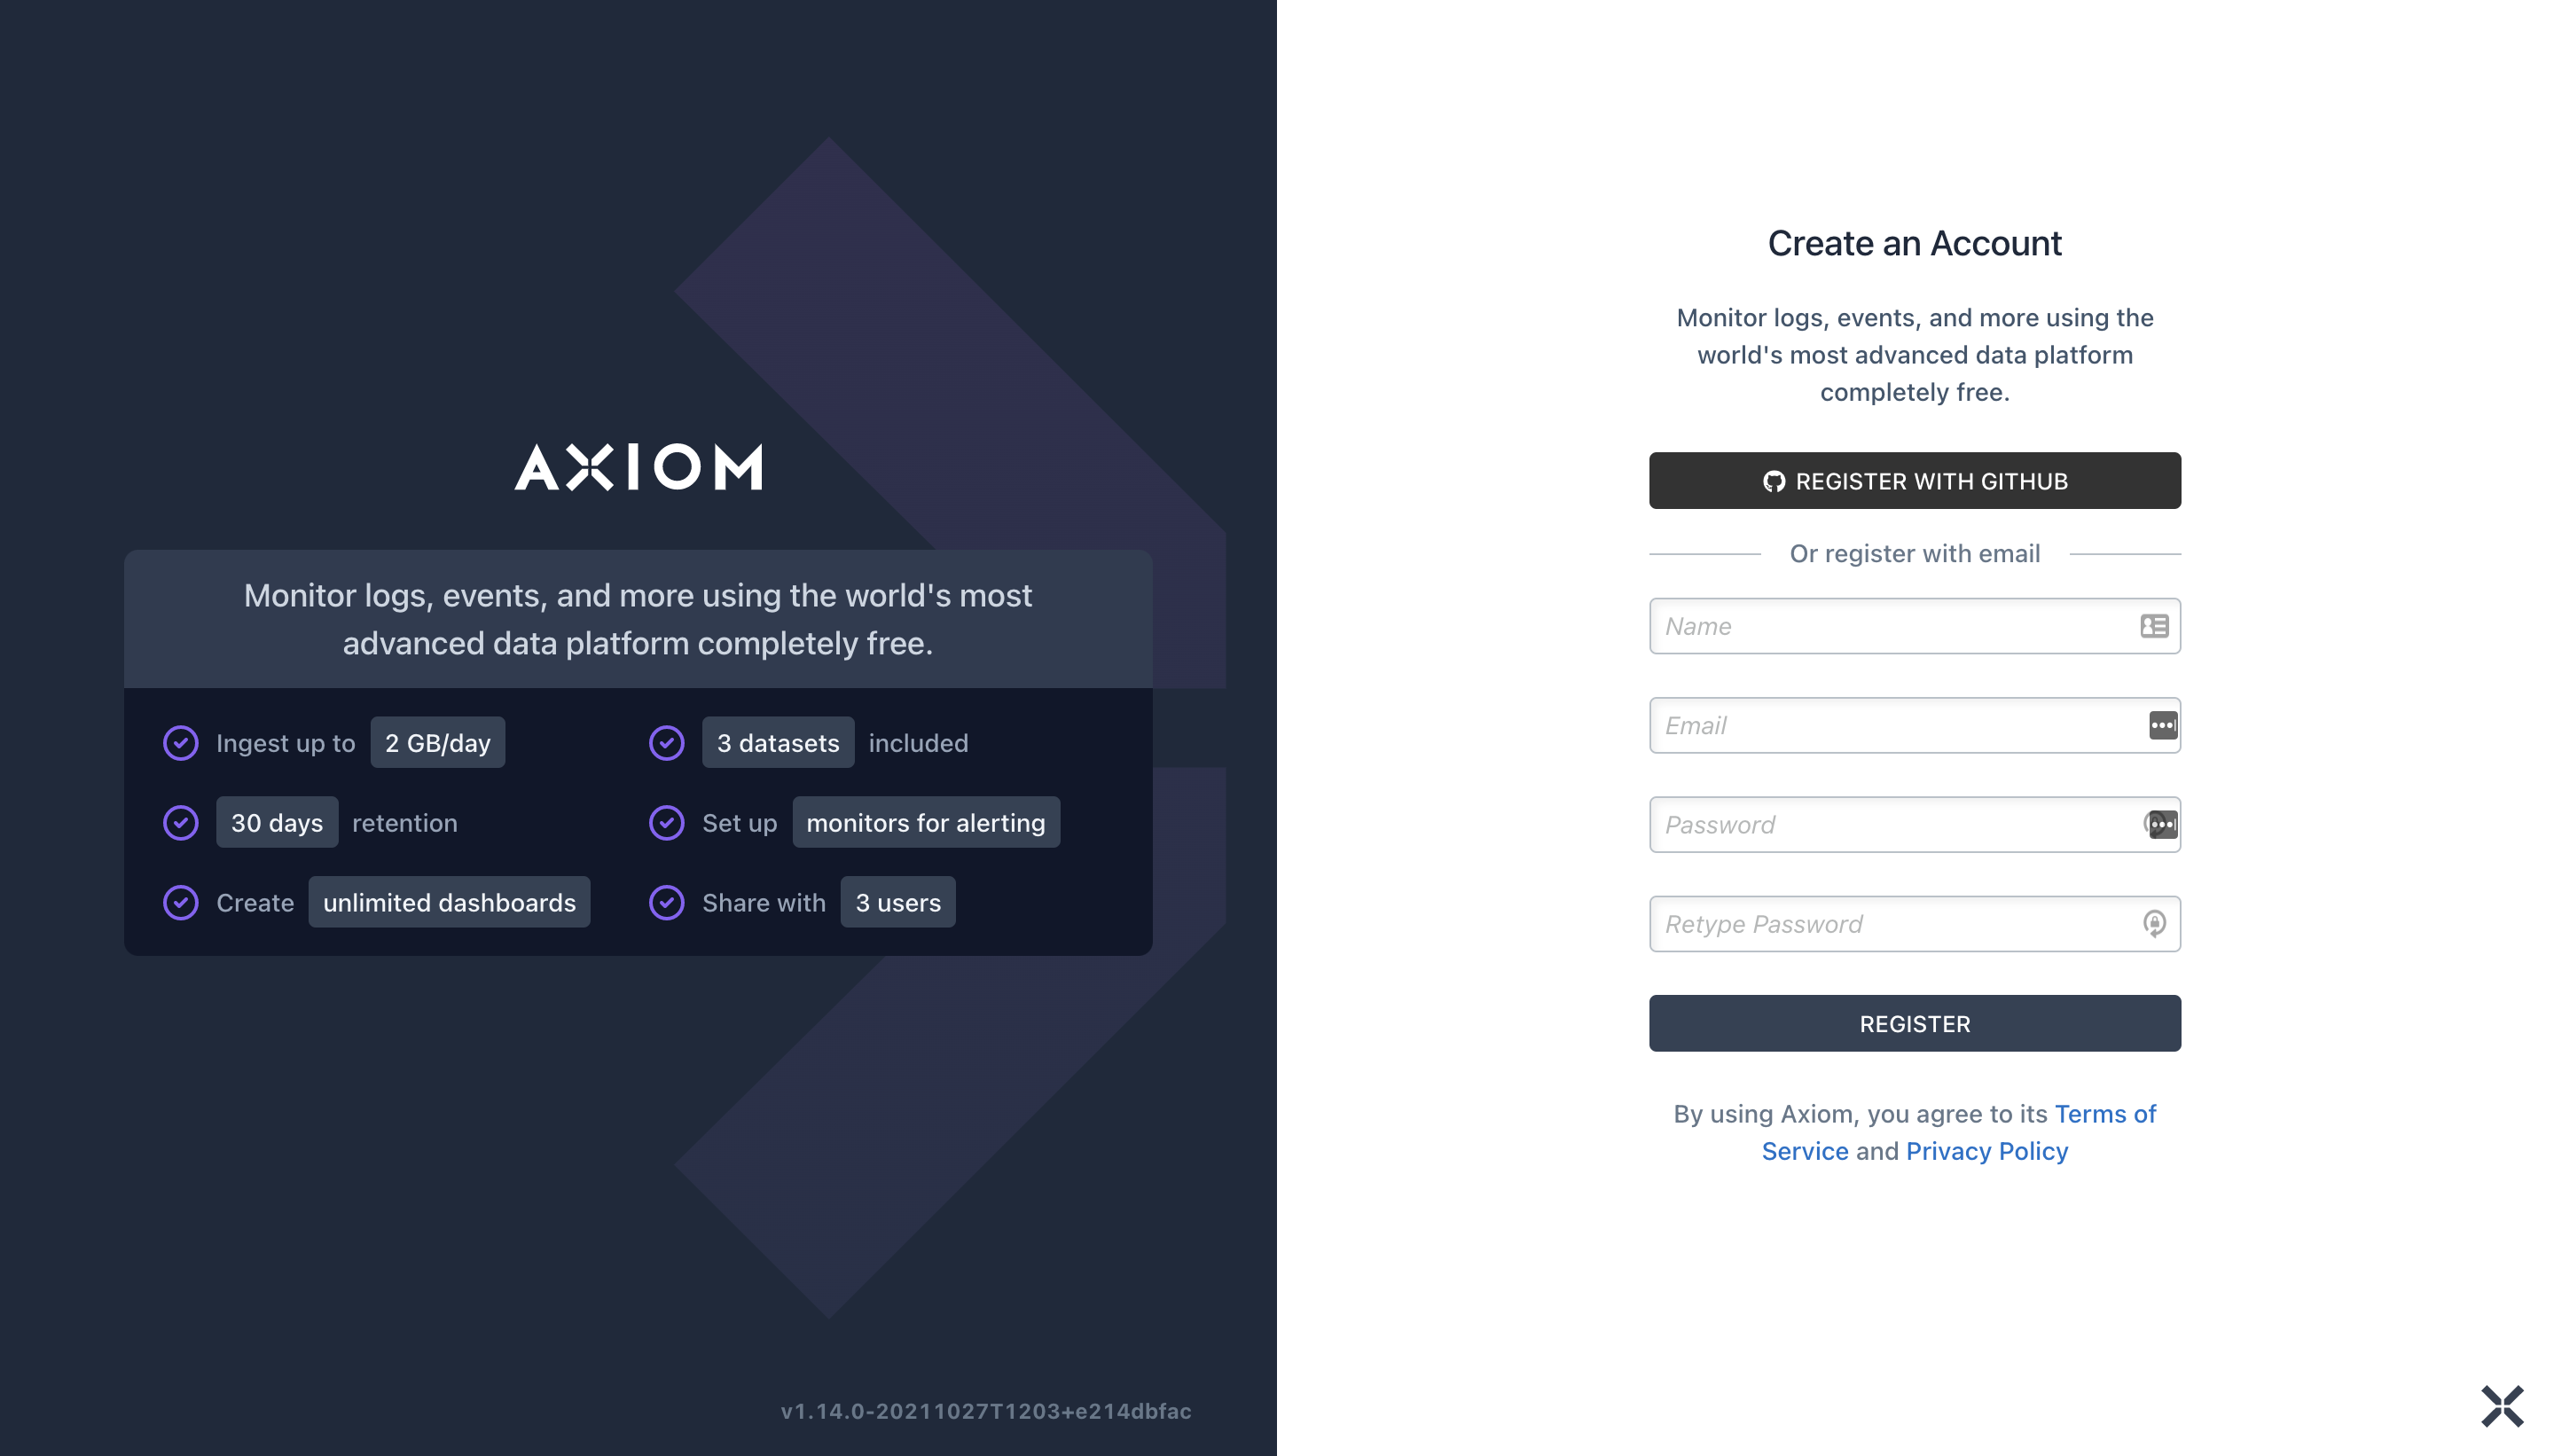 AXIOM
Monitor logs, events, and more using the world's most
advanced data platform completely free.
Ingest up to 2 GB/day
3 datasets included
30 days retention
Set up monitors for alerting
Create unlimited dashboards
Share with 3 users
v1.14.0-20211027T1203+e214dbfac
Create an Account
Monitor logs, events, and more using the
world's most advanced data platform
completely free.
REGISTER WITH GITHUB
Or register with email
Name
Email
Password
Retype Password
REGISTER
By using Axiom, you agree to its Terms of
Service and Privacy Policy